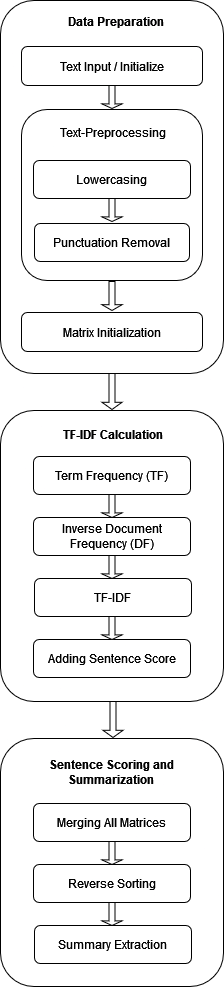 Data Preparation
Text Input / Initialize
Text-Preprocessing
Lowercasing
Punctuation Removal
Matrix Initialization
TF-IDF Calculation
Term Frequency (TF)
Inverse Document
Frequency (DF)
TF-IDF
Adding Sentence Score
Sentence Scoring and
Summarization
Merging All Matrices
Reverse Sorting
Summary Extraction